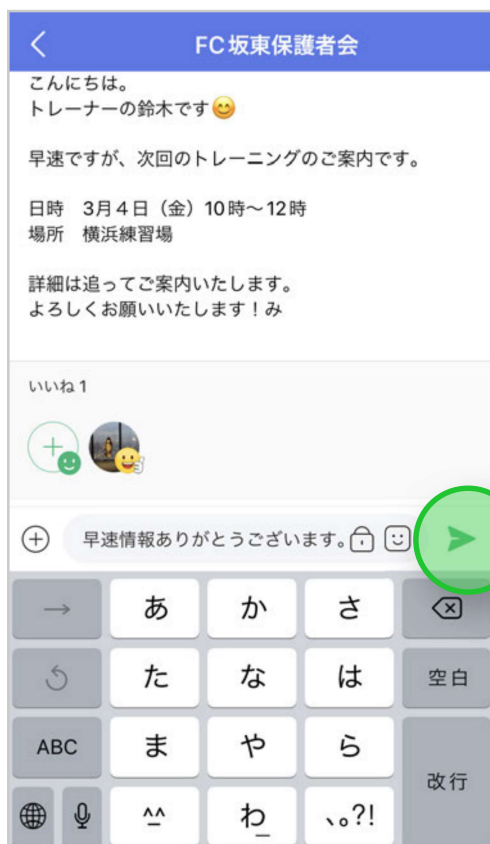 FC坂東保護者会
こんにちは。
トレーナーの鈴木です😊
早速ですが、次回のトレーニングのご案内です。
日時　3月４日（金）10時〜12時
場所　横浜練習場
詳細は追ってご案内いたします。
よろしくお願いいたします！み
いいね 1
早速情報ありがとうございます。
→ あ か さ
た な は 空白
ABC ま や ら 改行
^^ わ 、。?!